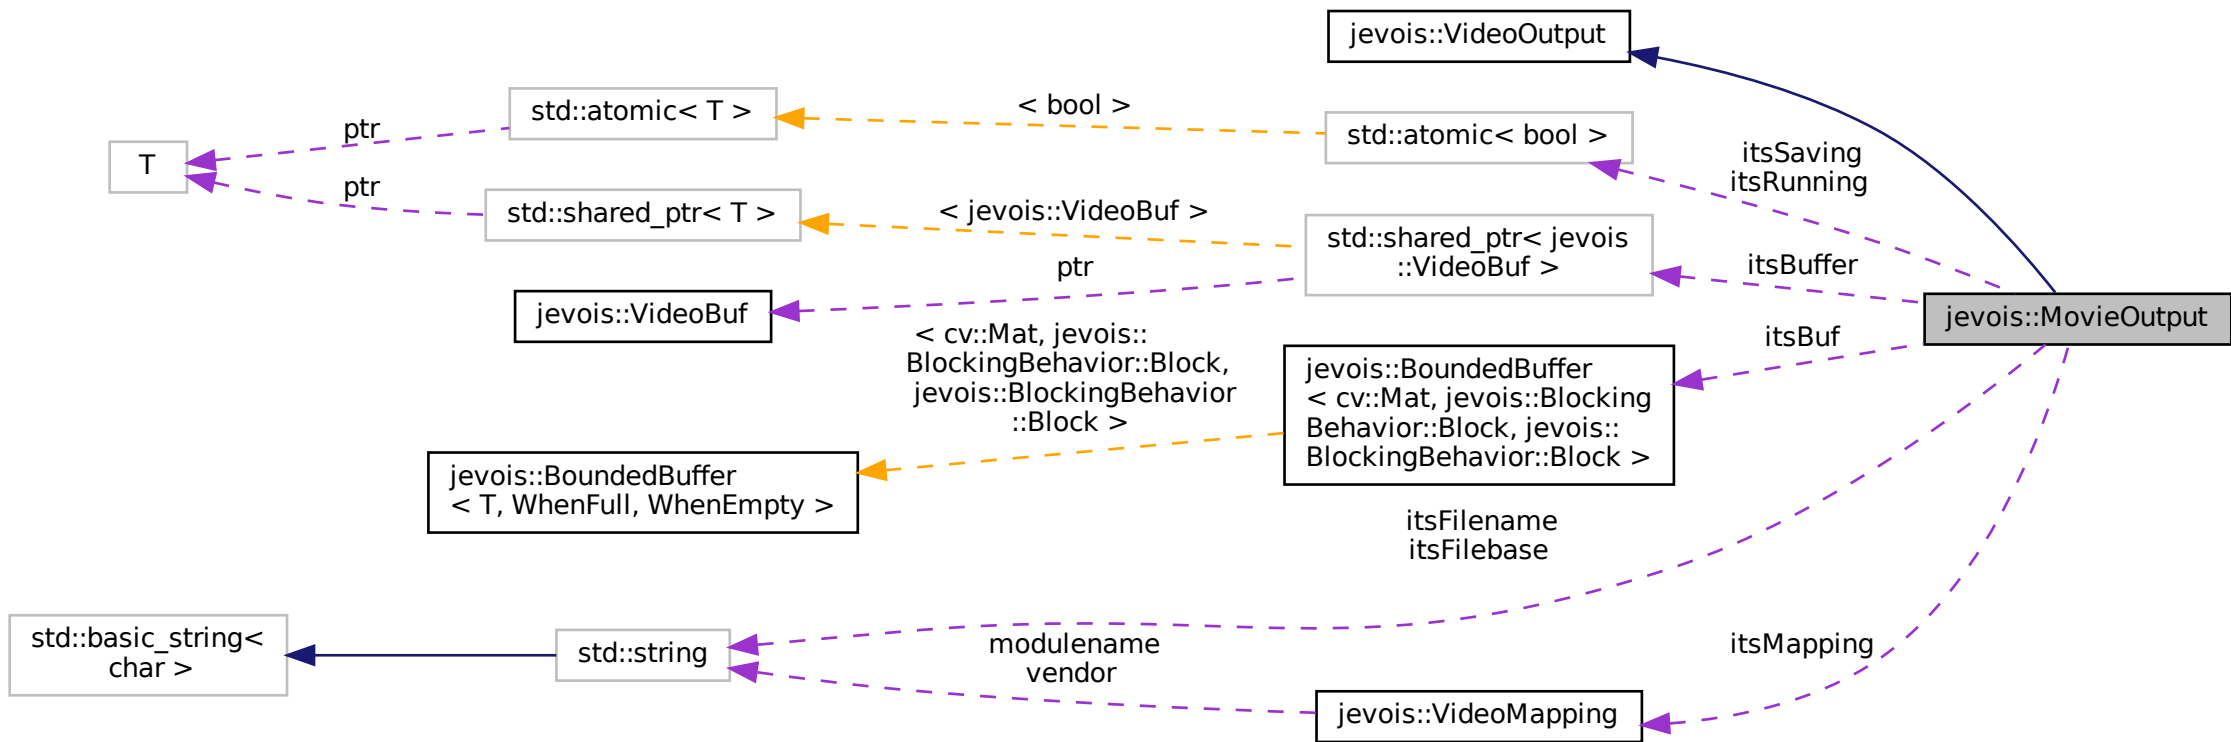 jevois::VideoOutput
std::atomic< T >
< bool >
std::atomic< bool >
ptr
T
itsSaving
itsRunning
ptr
std::shared_ptr< T >
< jevois::VideoBuf >
std::shared_ptr< jevois
::VideoBuf >
itsBuffer
ptr
jevois::VideoBuf
jevois::MovieOutput
< cv::Mat, jevois::
BlockingBehavior::Block,
jevois::BlockingBehavior
::Block >
itsBuf
jevois::BoundedBuffer
< cv::Mat, jevois::Blocking
Behavior::Block, jevois::
BlockingBehavior::Block >
jevois::BoundedBuffer
< T, WhenFull, WhenEmpty >
itsFilename
itsFilebase
std::basic_string<
char >
std::string
modulename
vendor
itsMapping
jevois::VideoMapping